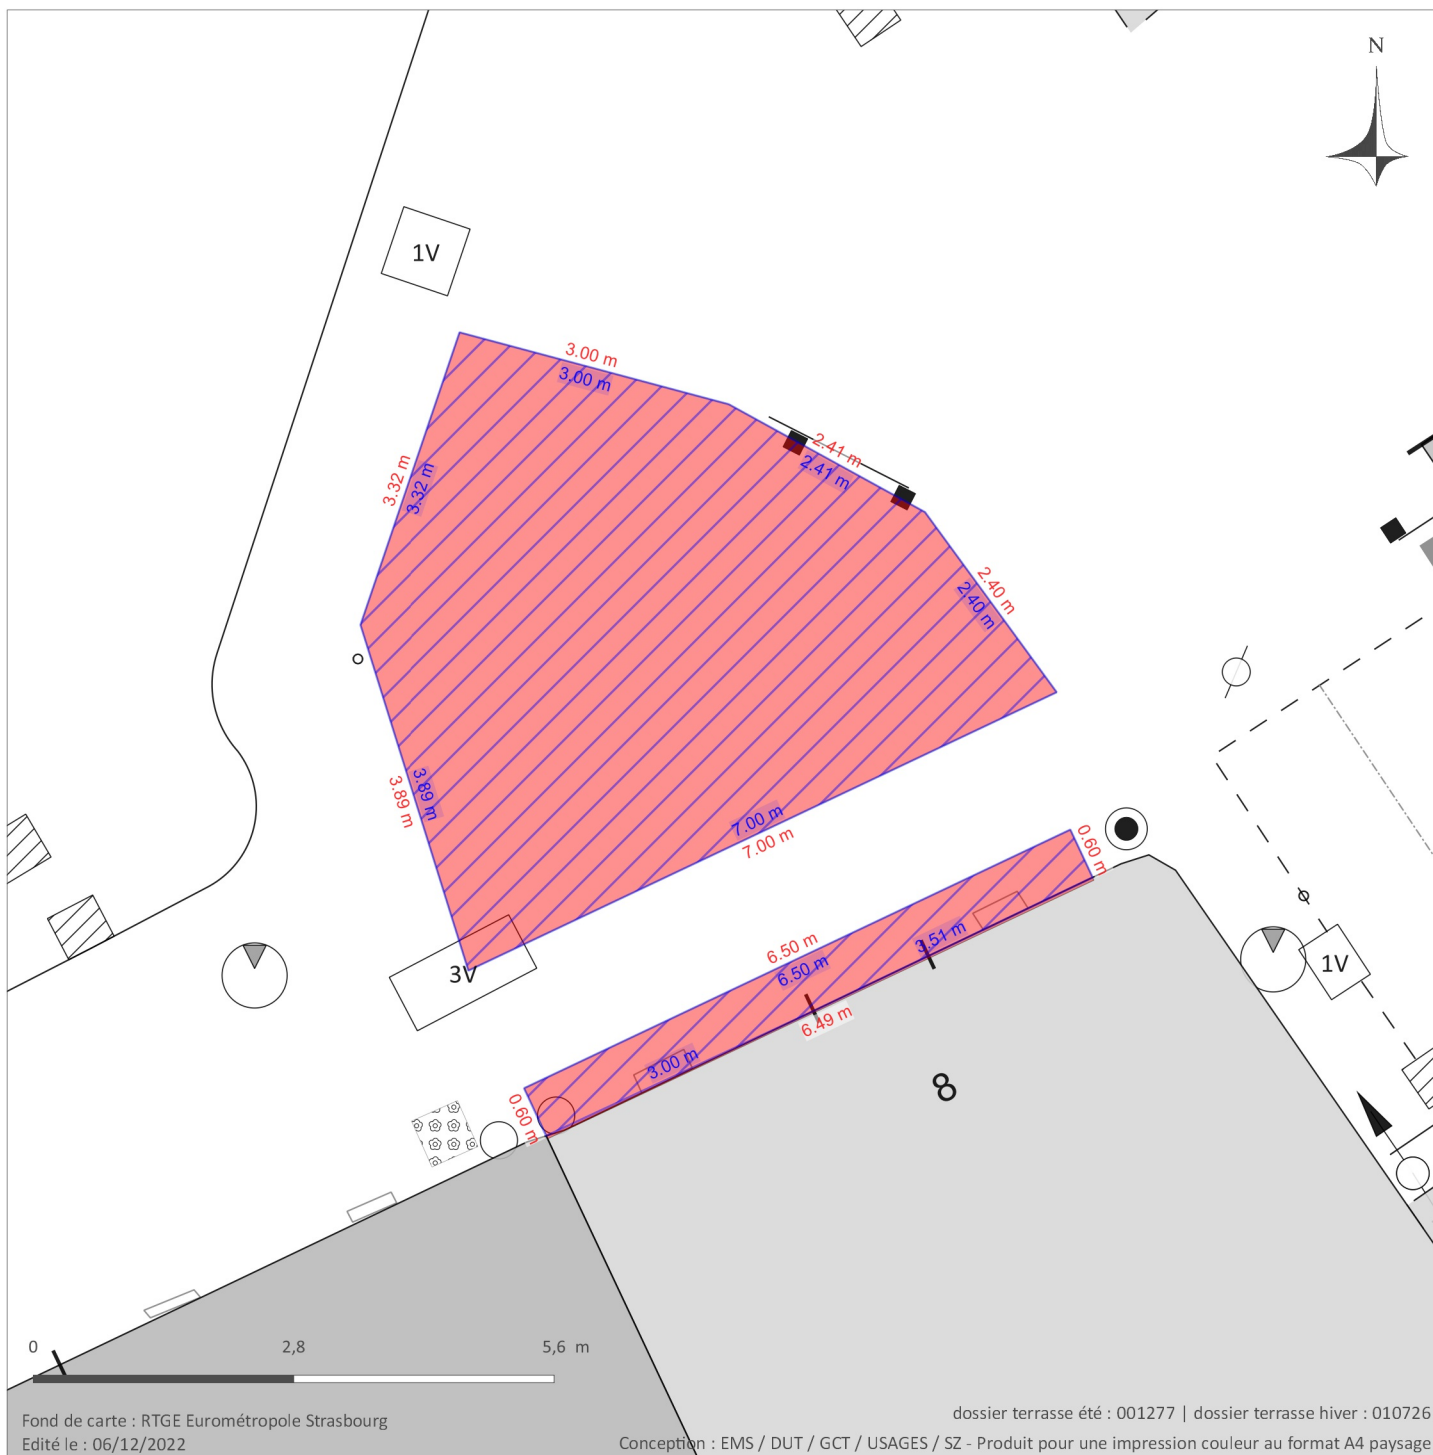 N
1V
3.00 m
3.00 m
2.41 m
2.41 m
3.32 m
3.32 m
2.40 m
2.40 m
3.89 m
3.89 m
7.00 m
7.00 m
0.60 m
3V
6.50 m
6.50 m
3.51 m
1V
6.49 m
3.00 m
0.60 m
8
0 2,8 5,6 m
Fond de carte : RTGE Eurométropole Strasbourg
Edité le : 06/12/2022
dossier terrasse été : 001277 | dossier terrasse hiver : 010726
Conception : EMS / DUT / GCT / USAGES / SZ - Produit pour une impression couleur au format A4 paysage